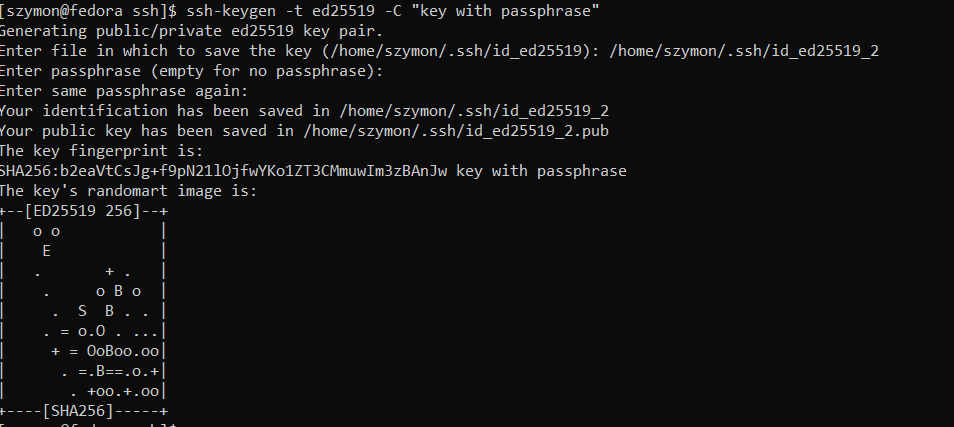 [szymon@fedora ssh]$ ssh-keygen -t ed25519 -C "key with passphrase"
Generating public/private ed25519 key pair.
Enter file in which to save the key (/home/szymon/.ssh/id_ed25519): /home/szymon/.ssh/id_ed25519_2
Enter passphrase (empty for no passphrase):
Enter same passphrase again:
Your identification has been saved in /home/szymon/.ssh/id_ed25519_2
Your public key has been saved in /home/szymon/.ssh/id_ed25519_2.pub
The key fingerprint is:
SHA256:b2eaVtCsJg+f9pN21lOjfwYKo1ZT3CMmuwIm3zBAnJw key with passphrase
The key's randomart image is:
+--[ED25519 256]--+
|   o o           |
|    E            |
|   .       + .   |
|    .     o B o  |
|     .  S  B . . |
|    . = o.O . ...|
|     + = OoBoo.oo|
|      . =.B==.o.+|
|       . +oo.+.oo|
+----[SHA256]-----+